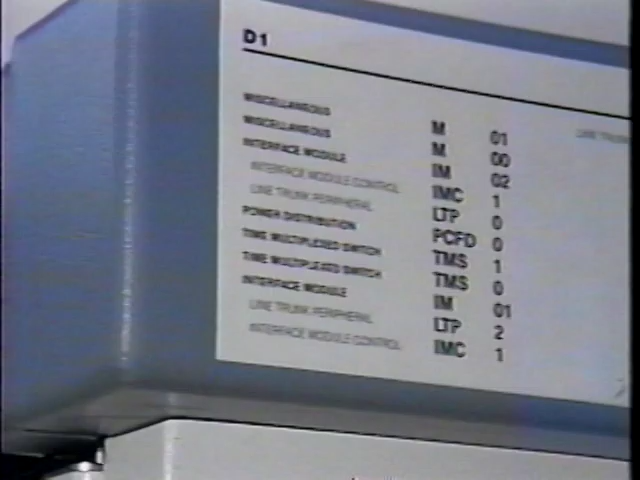 D1
MISCELLANEOUS M 01
MISCELLANEOUS M 00
INTERFACE MODULE IM 02
INTERFACE MODULE CONTROL IMC 1
LINE TRUNK PERIPHERAL LTP 0
POWER DISTRIBUTION PCFD 0
TIME MULTIPLEXED SWITCH TMS 1
TIME MULTIPLEXED SWITCH TMS 0
INTERFACE MODULE IM 01
LINE TRUNK PERIPHERAL LTP 2
INTERFACE MODULE CONTROL IMC 1
LINE